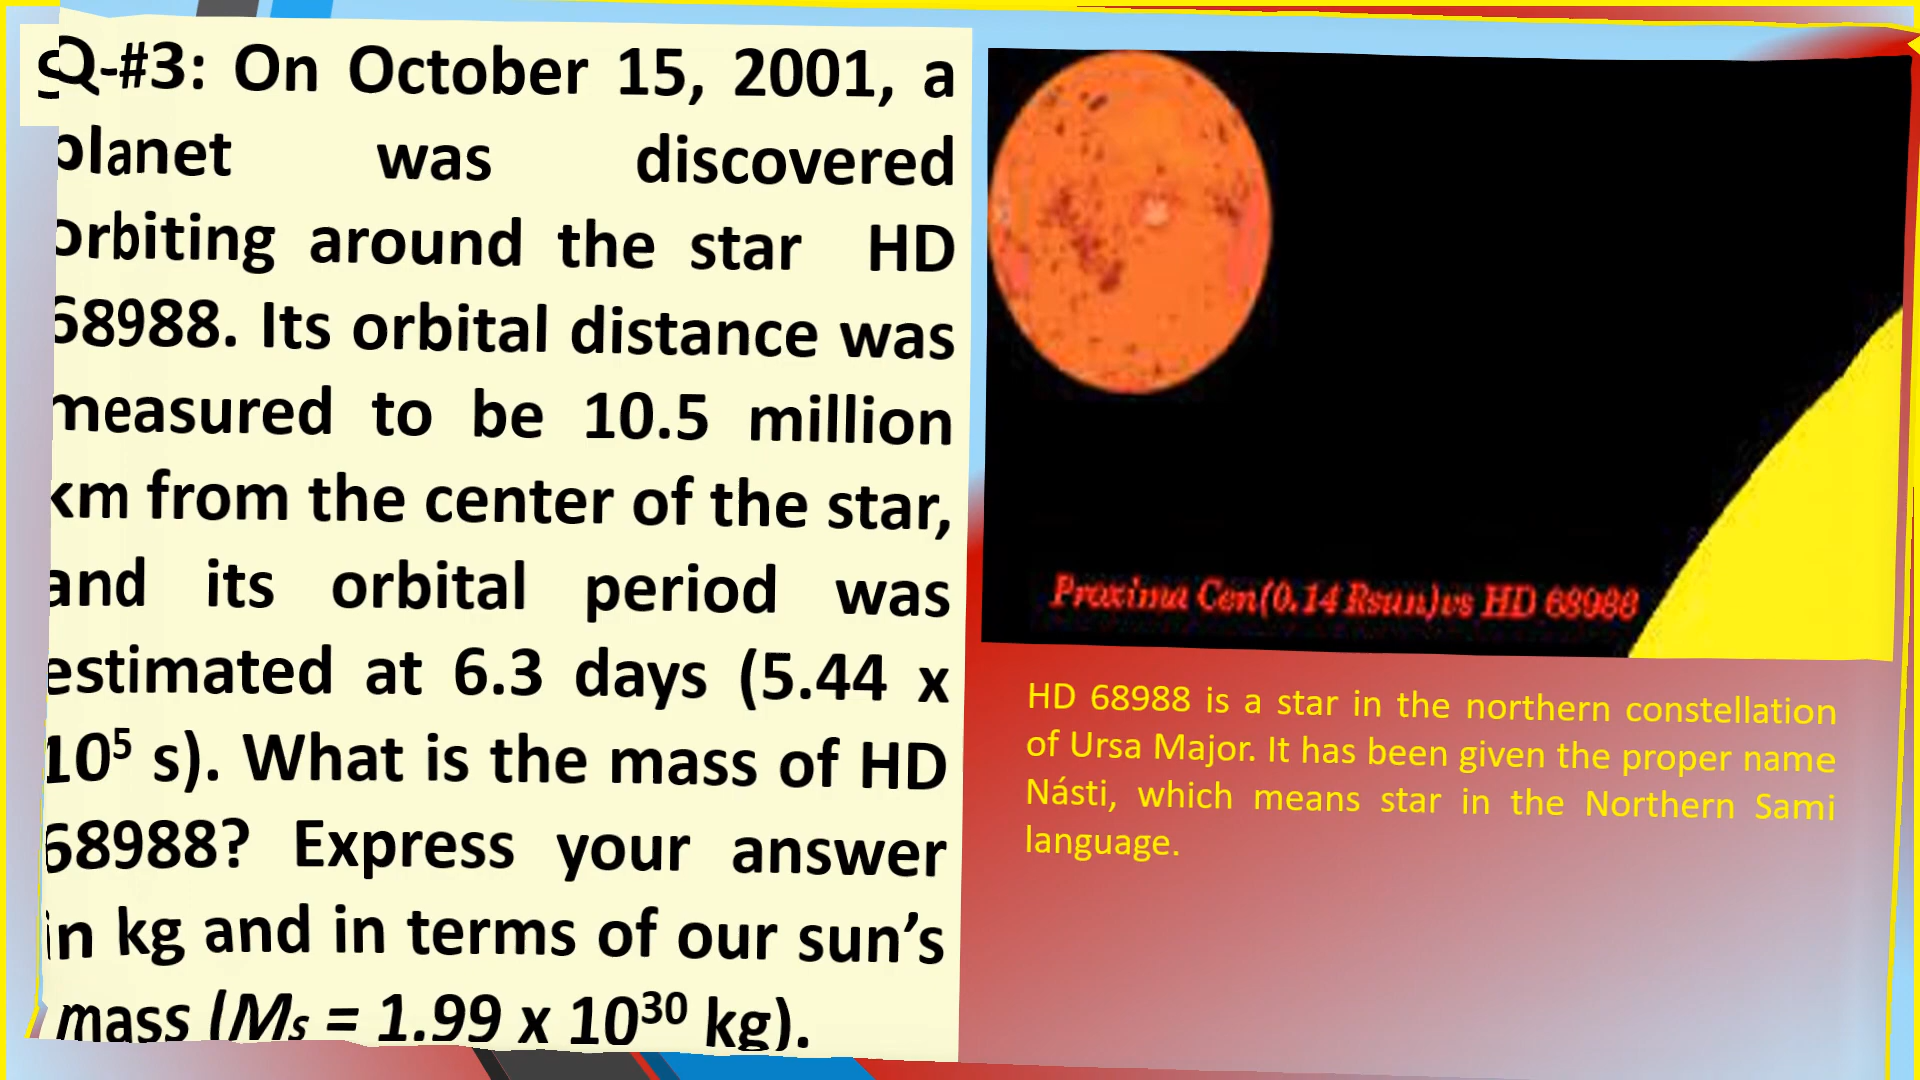 Q-#3: On October 15, 2001, a
planet was discovered
orbiting around the star HD
68988. Its orbital distance was
measured to be 10.5 million
km from the center of the star,
and its orbital period was
estimated at 6.3 days (5.44 x
10⁵ s). What is the mass of HD
68988? Express your answer
in kg and in terms of our sun’s
mass (Ms = 1.99 x 10³⁰ kg).
Proxima Cen(0.14 Rsun)vs HD 68988
HD 68988 is a star in the northern constellation
of Ursa Major. It has been given the proper name
Násti, which means star in the Northern Sami
language.